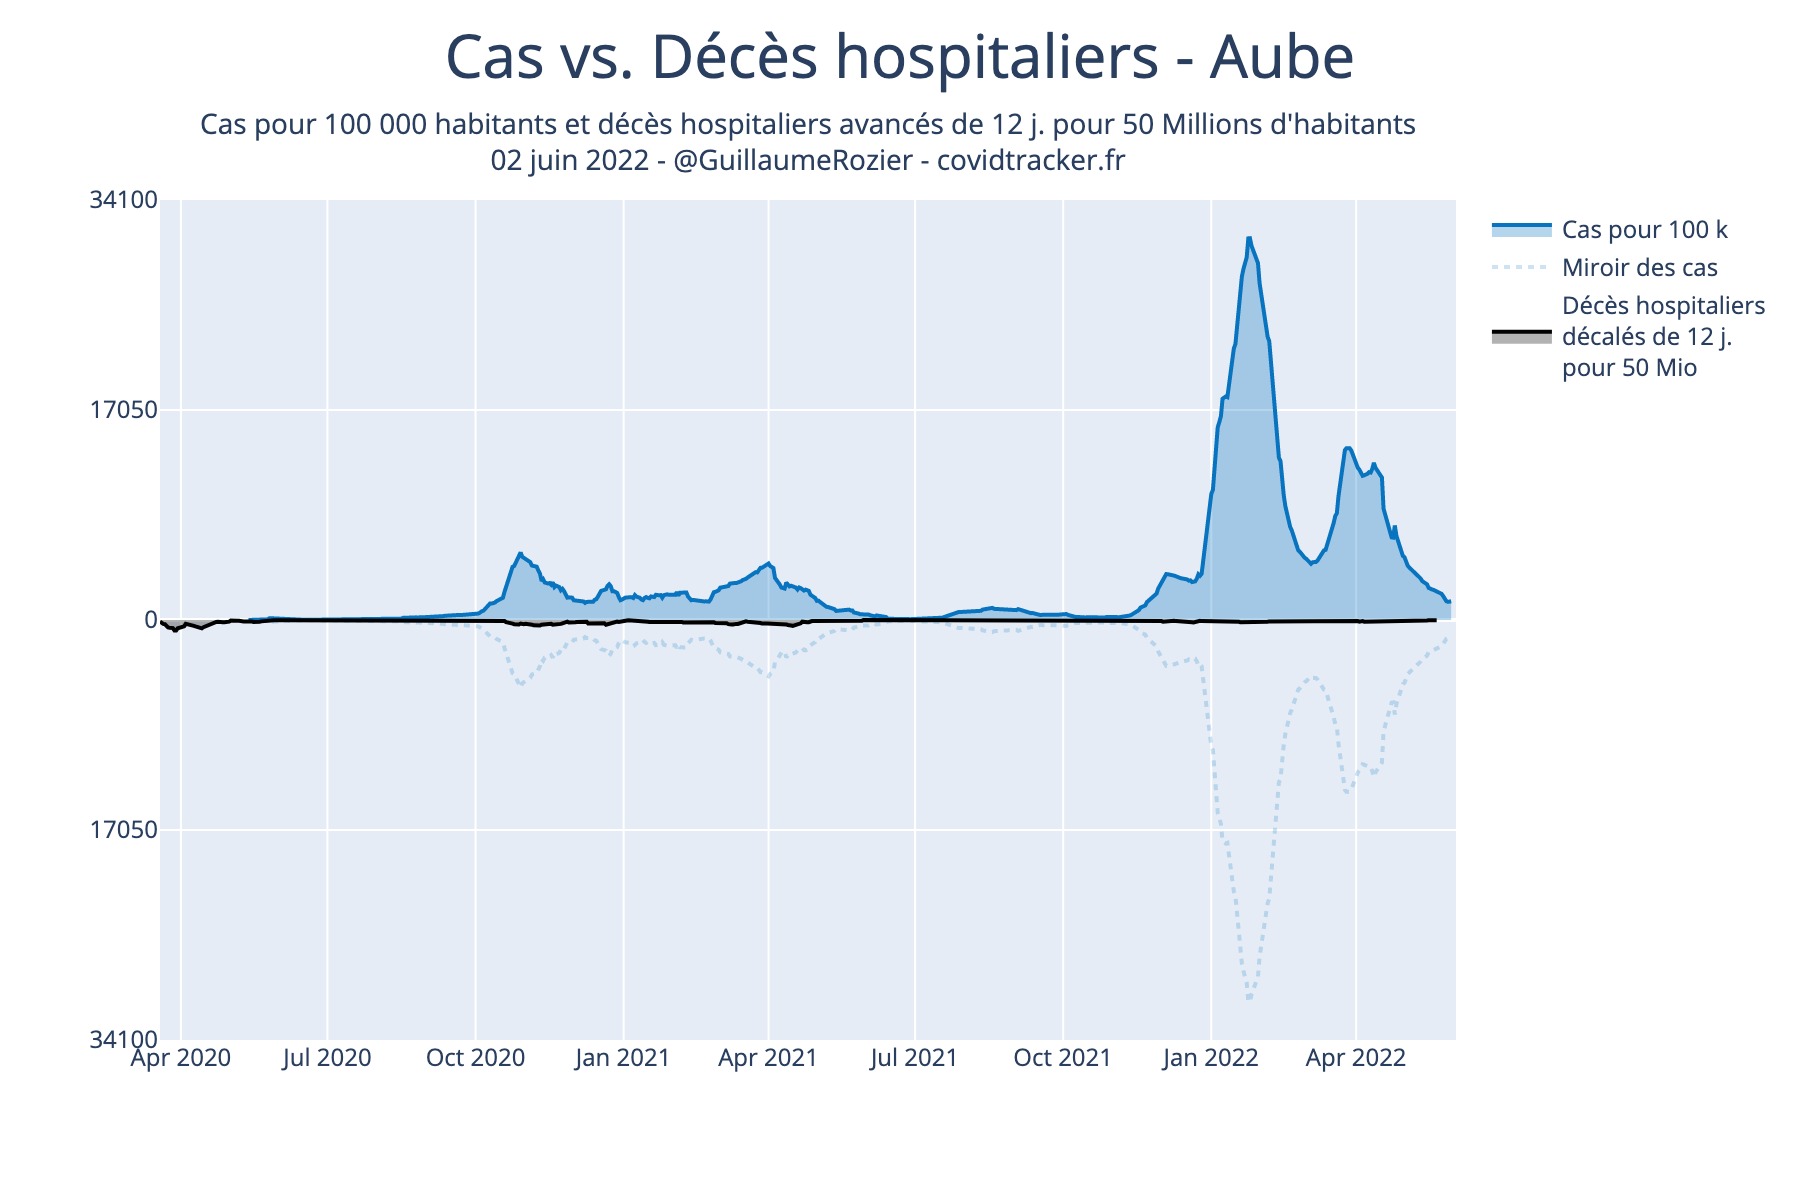 Cas vs. Décès hospitaliers - Aube
Cas pour 100 000 habitants et décès hospitaliers avancés de 12 j. pour 50 Millions d'habitants
02 juin 2022 - @GuillaumeRozier - covidtracker.fr
34100
17050
0
17050
34100
Apr 2020
Jul 2020
Oct 2020
Jan 2021
Apr 2021
Jul 2021
Oct 2021
Jan 2022
Apr 2022
Cas pour 100 k
Miroir des cas
Décès hospitaliers
décalés de 12 j.
pour 50 Mio